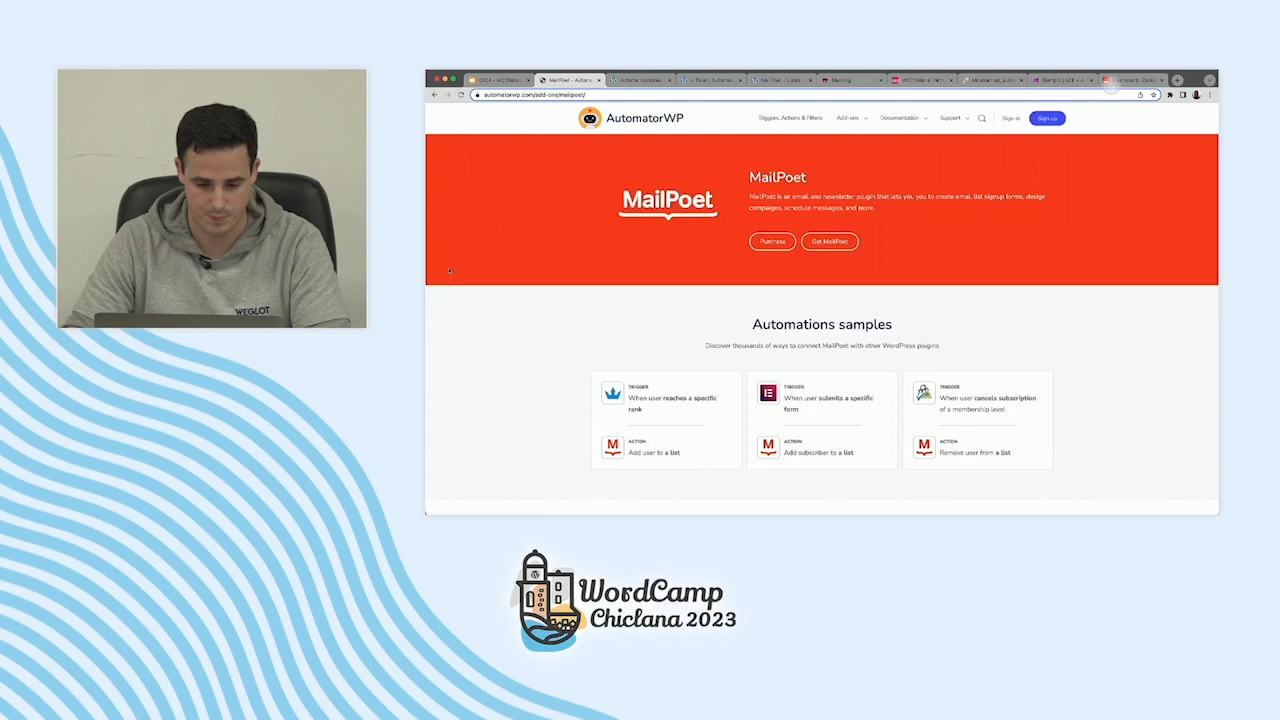 WEGLOT
MailPoet - Automa
automatorwp.com/add-ons/mailpoet/
AutomatorWP
Triggers, Actions & Filters
Add-ons
Documentation
Support
Sign in
Sign up
MailPoet
MailPoet
MailPoet is an email and newsletter plugin that lets you you to create email list signup forms, design
campaigns, schedule messages, and more.
Purchase
Get MailPoet
Automations samples
Discover thousands of ways to connect MailPoet with other WordPress plugins
TRIGGER
When user reaches a specific
rank
ACTION
Add user to a list
TRIGGER
When user submits a specific
form
ACTION
Add subscriber to a list
TRIGGER
When user cancels subscription
of a membership level
ACTION
Remove user from a list
WordCamp
Chiclana 2023